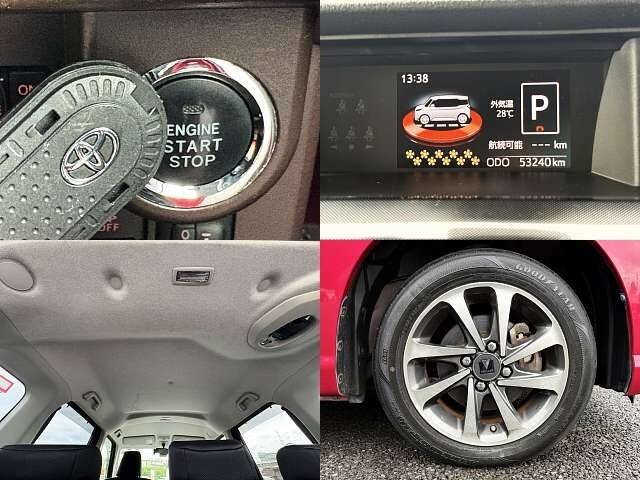 ENGINE
START
STOP
ON
OFF
13:38
外気温
28℃
P
航続可能 --- km
ODO 53240km
GOODYEAR